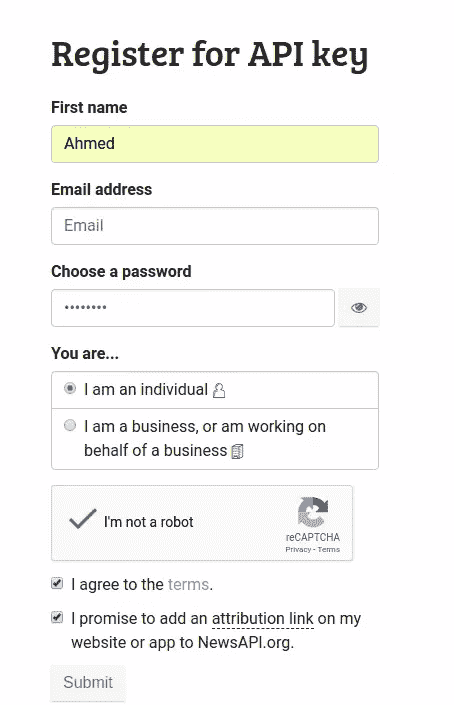 Register for API key
First name
Ahmed
Email address
Email
Choose a password
••••••••
You are...
I am an individual
I am a business, or am working on
behalf of a business
I'm not a robot
reCAPTCHA
Privacy - Terms
I agree to the terms.
I promise to add an attribution link on my
website or app to NewsAPI.org.
Submit